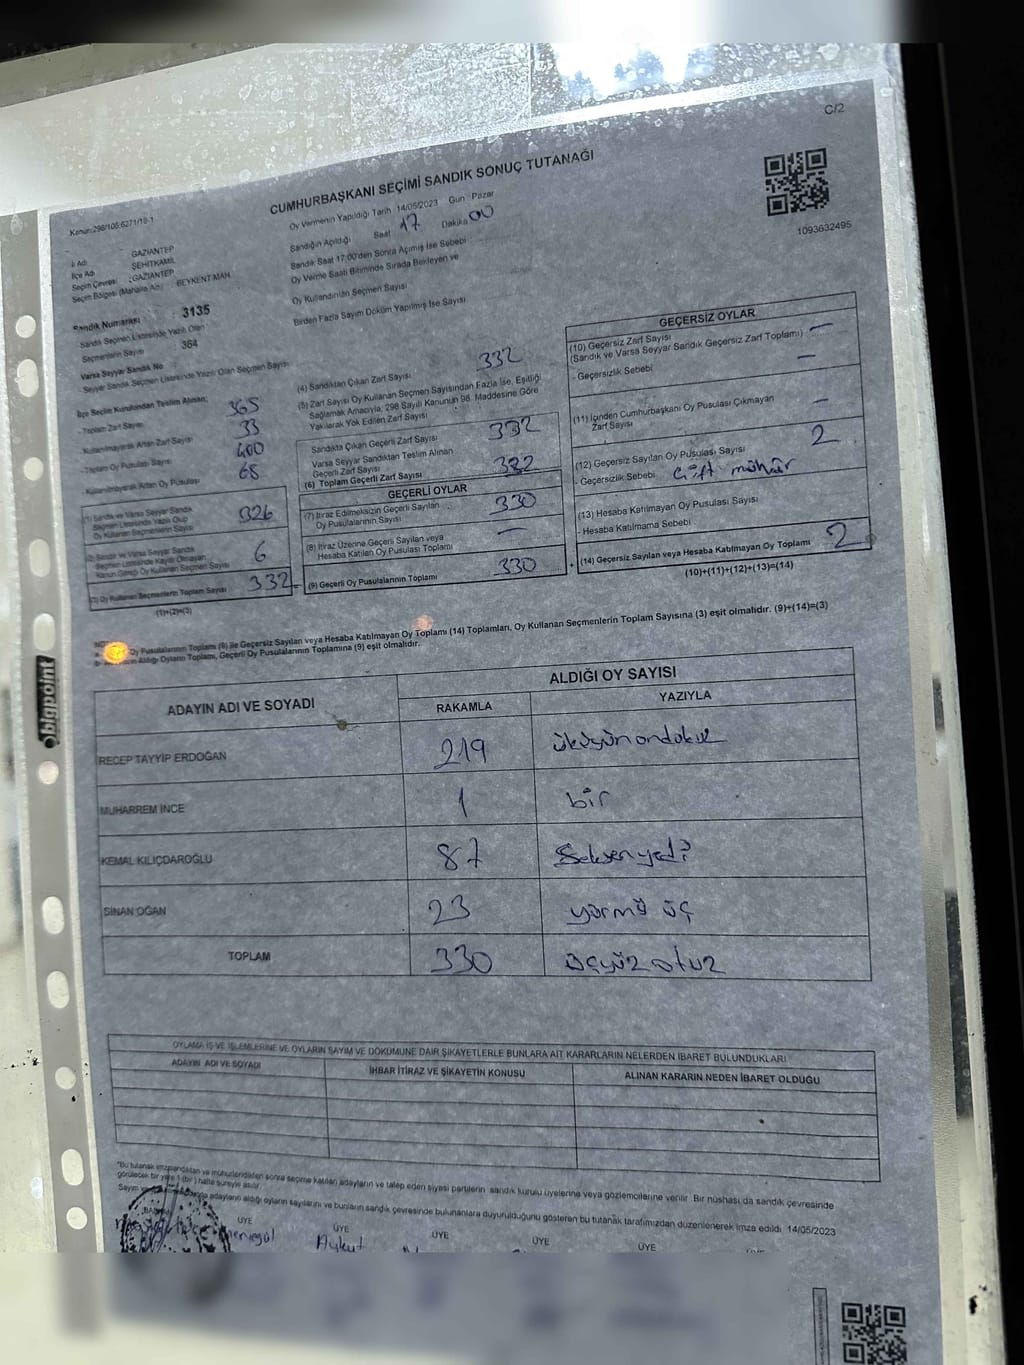 C/2
CUMHURBAŞKANI SEÇİMİ SANDIK SONUÇ TUTANAĞI
1093632495
Kanun:298/106;6271/18-1
Oy Vermenin Yapıldığı Tarih 14/05/2023 Gün : Pazar
Sandığın Açıldığı Saat 17 Dakika 00
Sandık Saat 17:00'den Sonra Açılmış İse Sebebi
Oy Verme Saati Bitiminde Sırada Bekleyen ve
Oy Kullandırılan Seçmen Sayısı
Birden Fazla Sayım Döküm Yapılmış İse Sayısı
İl Adı : GAZİANTEP
İlçe Adı : ŞEHİTKAMİL
Seçim Çevresi : GAZİANTEP
Seçim Bölgesi (Mahalle Adı) : BEYKENT MAH
Sandık Numarası 3135
Sandık Seçmen Listesinde Yazılı Olan
Seçmenlerin Sayısı 364
Varsa Seyyar Sandık No
Seyyar Sandık Seçmen Listesinde Yazılı Olan Seçmen Sayısı
İlçe Seçim Kurulundan Teslim Alınan;
- Toplam Zarf Sayısı 365
- Kullanılmayarak Artan Zarf Sayısı 33
- Toplam Oy Pusulası Sayısı 400
- Kullanılmayarak Artan Oy Pusulası 68
(1) Sandık ve Varsa Seyyar Sandık
Seçmen Listesinde Yazılı Olup
Oy Kullanan Seçmenlerin Sayısı 326
(2) Sandık ve Varsa Seyyar Sandık
Seçmen Listesinde Kaydı Olmayan
Kanun Gereği Oy Kullanan Seçmen Sayısı 6
(3) Oy Kullanan Seçmenlerin Toplam Sayısı 332
(1)+(2)=(3)
(4) Sandıktan Çıkan Zarf Sayısı 332
(5) Zarf Sayısı Oy Kullanan Seçmen Sayısından Fazla İse, Eşitliği
Sağlamak Amacıyla, 298 Sayılı Kanunun 98. Maddesine Göre
Yakılarak Yok Edilen Zarf Sayısı
Sandıkta Çıkan Geçerli Zarf Sayısı 332
Varsa Seyyar Sandıktan Teslim Alınan
Geçerli Zarf Sayısı
(6) Toplam Geçerli Zarf Sayısı 332
GEÇERLİ OYLAR
(7) İtiraz Edilmeksizin Geçerli Sayılan
Oy Pusulalarının Sayısı 330
(8) İtiraz Üzerine Geçerli Sayılan veya
Hesaba Katılan Oy Pusulası Toplamı —
(9) Geçerli Oy Pusulalarının Toplamı 330
GEÇERSİZ OYLAR
(10) Geçersiz Zarf Sayısı
(Sandık ve Varsa Seyyar Sandık Geçersiz Zarf Toplamı) —
- Geçersizlik Sebebi —
(11) İçinden Cumhurbaşkanı Oy Pusulası Çıkmayan
Zarf Sayısı —
(12) Geçersiz Sayılan Oy Pusulası Sayısı 2
- Geçersizlik Sebebi Çift mühür
(13) Hesaba Katılmayan Oy Pusulası Sayısı
- Hesaba Katılmama Sebebi
(14) Geçersiz Sayılan veya Hesaba Katılmayan Oy Toplamı 2
(10)+(11)+(12)+(13)=(14)
Oy Pusulalarının Toplamı (9) ile Geçersiz Sayılan veya Hesaba Katılmayan Oy Toplamı (14) Toplamları, Oy Kullanan Seçmenlerin Toplam Sayısına (3) eşit olmalıdır. (9)+(14)=(3)
Aldığı Oyların Toplamı, Geçerli Oy Pusulalarının Toplamına (9) eşit olmalıdır.
ADAYIN ADI VE SOYADI ALDIĞI OY SAYISI
RAKAMLA YAZIYLA
RECEP TAYYİP ERDOĞAN 219 ikiyüzondokuz
MUHARREM İNCE 1 bir
KEMAL KILIÇDAROĞLU 87 Seksenyedi
SİNAN OĞAN 23 yirmi üç
TOPLAM 330 üçyüz otuz
OYLAMA İŞ VE İŞLEMLERİNE VE OYLARIN SAYIM VE DÖKÜMÜNE DAİR ŞİKAYETLERLE BUNLARA AİT KARARLARIN NELERDEN İBARET BULUNDUKLARI
ADAYIN ADI VE SOYADI İHBAR İTİRAZ VE ŞİKAYETİN KONUSU ALINAN KARARIN NEDEN İBARET OLDUĞU
*Bu tutanak imzalandıktan ve mühürlendikten sonra seçime katılan adayların ve talep eden siyasi partilerin sandık kurulu üyelerine veya gözlemcilerine verilir. Bir nüshası da sandık çevresinde
görülecek bir yere 1 (bir) hafta süreyle asılır.
adayların aldığı oyların sayılarını ve bunların sandık çevresinde bulunanlara duyurulduğunu gösteren bu tutanak tarafımızdan düzenlenerek imza edildi. 14/05/2023
BAŞKAN ÜYE ÜYE ÜYE ÜYE ÜYE
Aykut
bigpoint